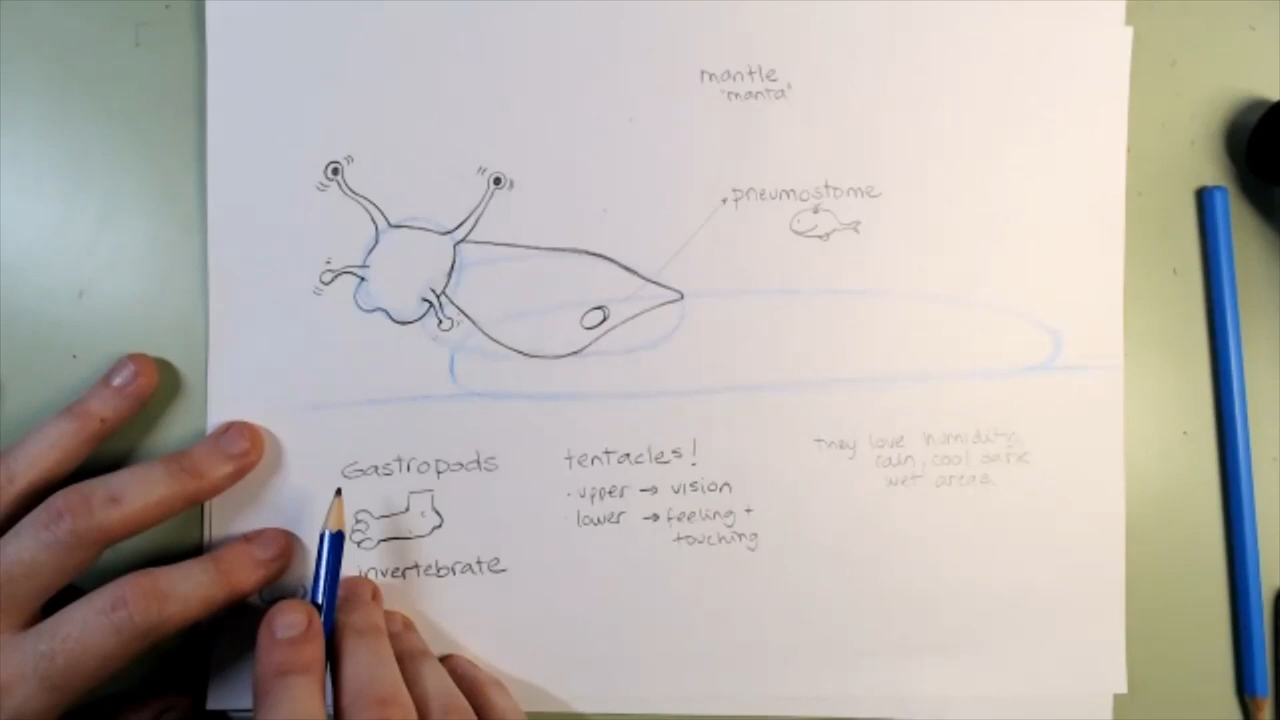 mantle
"manta"
pneumostome
Gastropods
invertebrate
tentacles!
· upper → vision
· lower → feeling +
touching
They love humidity,
rain, cool dark
wet areas.